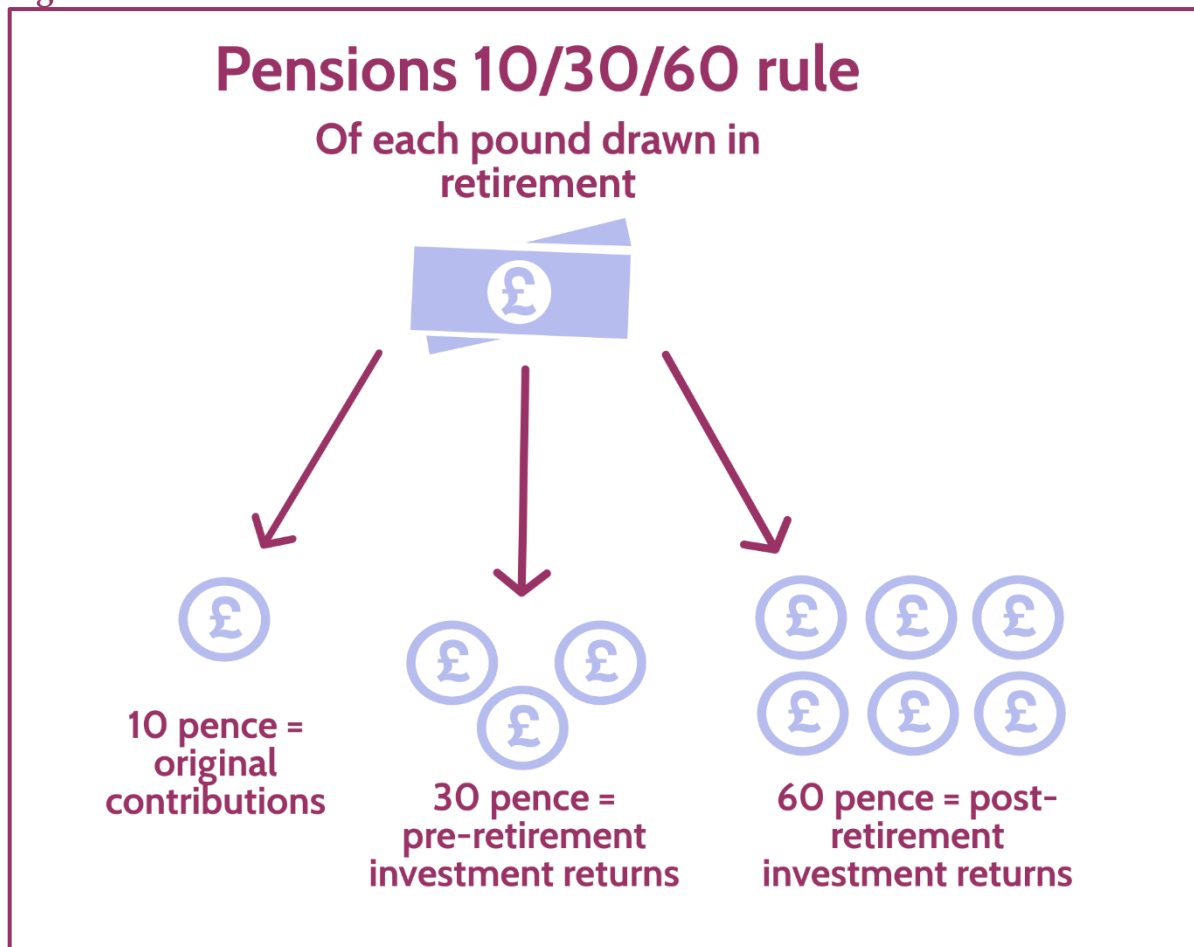 Pensions 10/30/60 rule
Of each pound drawn in
retirement
£
£
£
£
£
£
£
£
£
£
£
10 pence =
original
contributions
30 pence =
pre-retirement
investment returns
60 pence = post-
retirement
investment returns